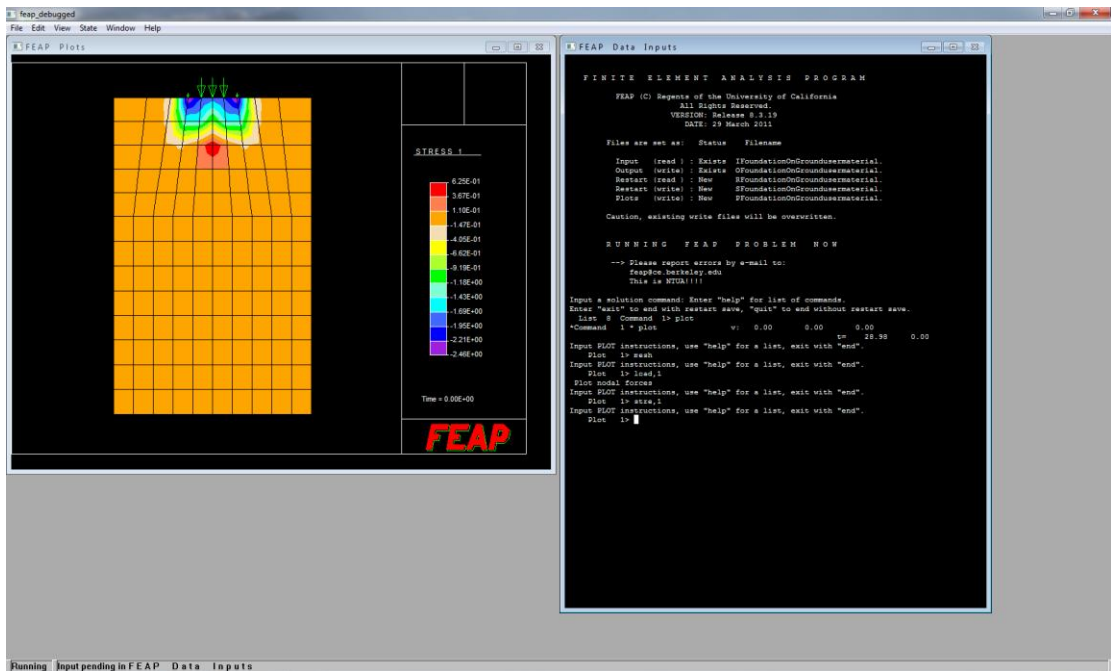 feap_debugged
File Edit View State Window Help
FEAP Plots
STRESS 1
6.25E-01
3.67E-01
1.10E-01
-1.47E-01
-4.05E-01
-6.62E-01
-9.19E-01
-1.18E+00
-1.43E+00
-1.69E+00
-1.95E+00
-2.21E+00
-2.46E+00
Time = 0.00E+00
FEAP
FEAP Data Inputs
F I N I T E   E L E M E N T   A N A L Y S I S   P R O G R A M
FEAP (C) Regents of the University of California
All Rights Reserved.
VERSION: Release 8.3.19
DATE: 29 March 2011
Files are set as:   Status   Filename
Input   (read ) : Exists  IFoundationOnGroundusermaterial.
Output  (write) : Exists  OFoundationOnGroundusermaterial.
Restart (read ) : New     RFoundationOnGroundusermaterial.
Restart (write) : New     SFoundationOnGroundusermaterial.
Plots   (write) : New     PFoundationOnGroundusermaterial.
Caution, existing write files will be overwritten.
R U N N I N G   F E A P   P R O B L E M   N O W
--> Please report errors by e-mail to:
feap@ce.berkeley.edu
This is NTUA!!!!
Input a solution command: Enter "help" for list of commands.
Enter "exit" to end with restart save, "quit" to end without restart save.
List  8  Command  1> plot
*Command   1 * plot   v:   0.00   0.00   0.00
t=   28.98   0.00
Input PLOT instructions, use "help" for a list, exit with "end".
Plot   1> mesh
Input PLOT instructions, use "help" for a list, exit with "end".
Plot   1> load,1
Plot nodal forces
Input PLOT instructions, use "help" for a list, exit with "end".
Plot   1> stre,1
Input PLOT instructions, use "help" for a list, exit with "end".
Plot   1>
Running   Input pending in F E A P   D a t a   I n p u t s